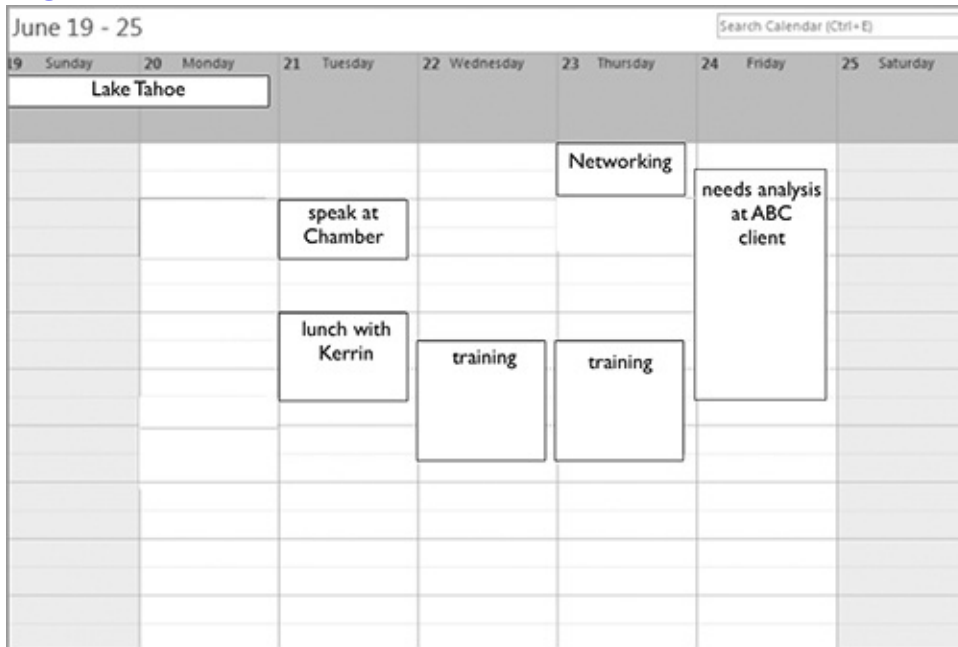 June 19 - 25
Search Calendar (Ctrl+E)
19 Sunday 20 Monday 21 Tuesday 22 Wednesday 23 Thursday 24 Friday 25 Saturday
Lake Tahoe
Networking
needs analysis
at ABC
client
speak at
Chamber
lunch with
Kerrin
training
training